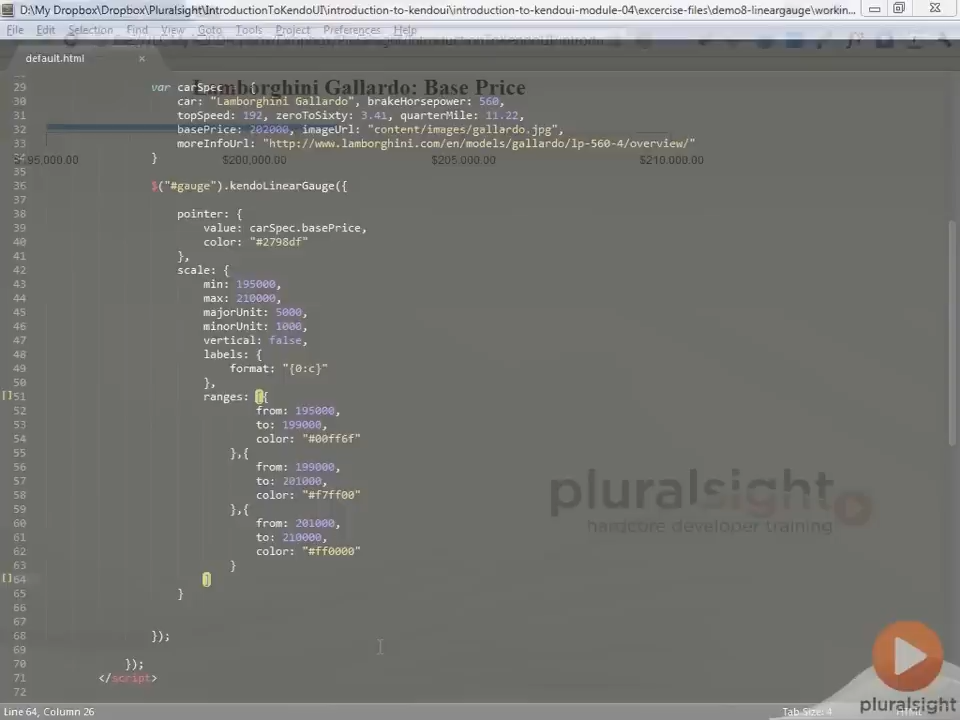 D:\My Dropbox\Dropbox\Pluralsight\IntroductionToKendoUI\introduction-to-kendoui\introduction-to-kendoui-module-04\excercise-files\demo8-lineargauge\workin...
File Edit Selection Find View Goto Tools Project Preferences Help
default.html ×
Lamborghini Gallardo: Base Price
29 var carSpec = {
30 car: "Lamborghini Gallardo", brakeHorsepower: 560,
31 topSpeed: 192, zeroToSixty: 3.41, quarterMile: 11.22,
32 basePrice: 202000, imageUrl: "content/images/gallardo.jpg",
33 moreInfoUrl: "http://www.lamborghini.com/en/models/gallardo/lp-560-4/overview/"
34 }
$195,000.00 $200,000.00 $205,000.00 $210,000.00
35
36 $("#gauge").kendoLinearGauge({
37
38 pointer: {
39 value: carSpec.basePrice,
40 color: "#2798df"
41 },
42 scale: {
43 min: 195000,
44 max: 210000,
45 majorUnit: 5000,
46 minorUnit: 1000,
47 vertical: false,
48 labels: {
49 format: "{0:c}"
50 },
[]51 ranges: [{
52 from: 195000,
53 to: 199000,
54 color: "#00ff6f"
55 },{
56 from: 199000,
57 to: 201000,
58 color: "#f7ff00"
59 },{
60 from: 201000,
61 to: 210000,
62 color: "#ff0000"
63 }
[]64 ]
65 }
66
67
68 });
69
70 });
71 </script>
72
pluralsight
hardcore developer training
pluralsight
Line 64, Column 26 Tab Size: 4 HTML